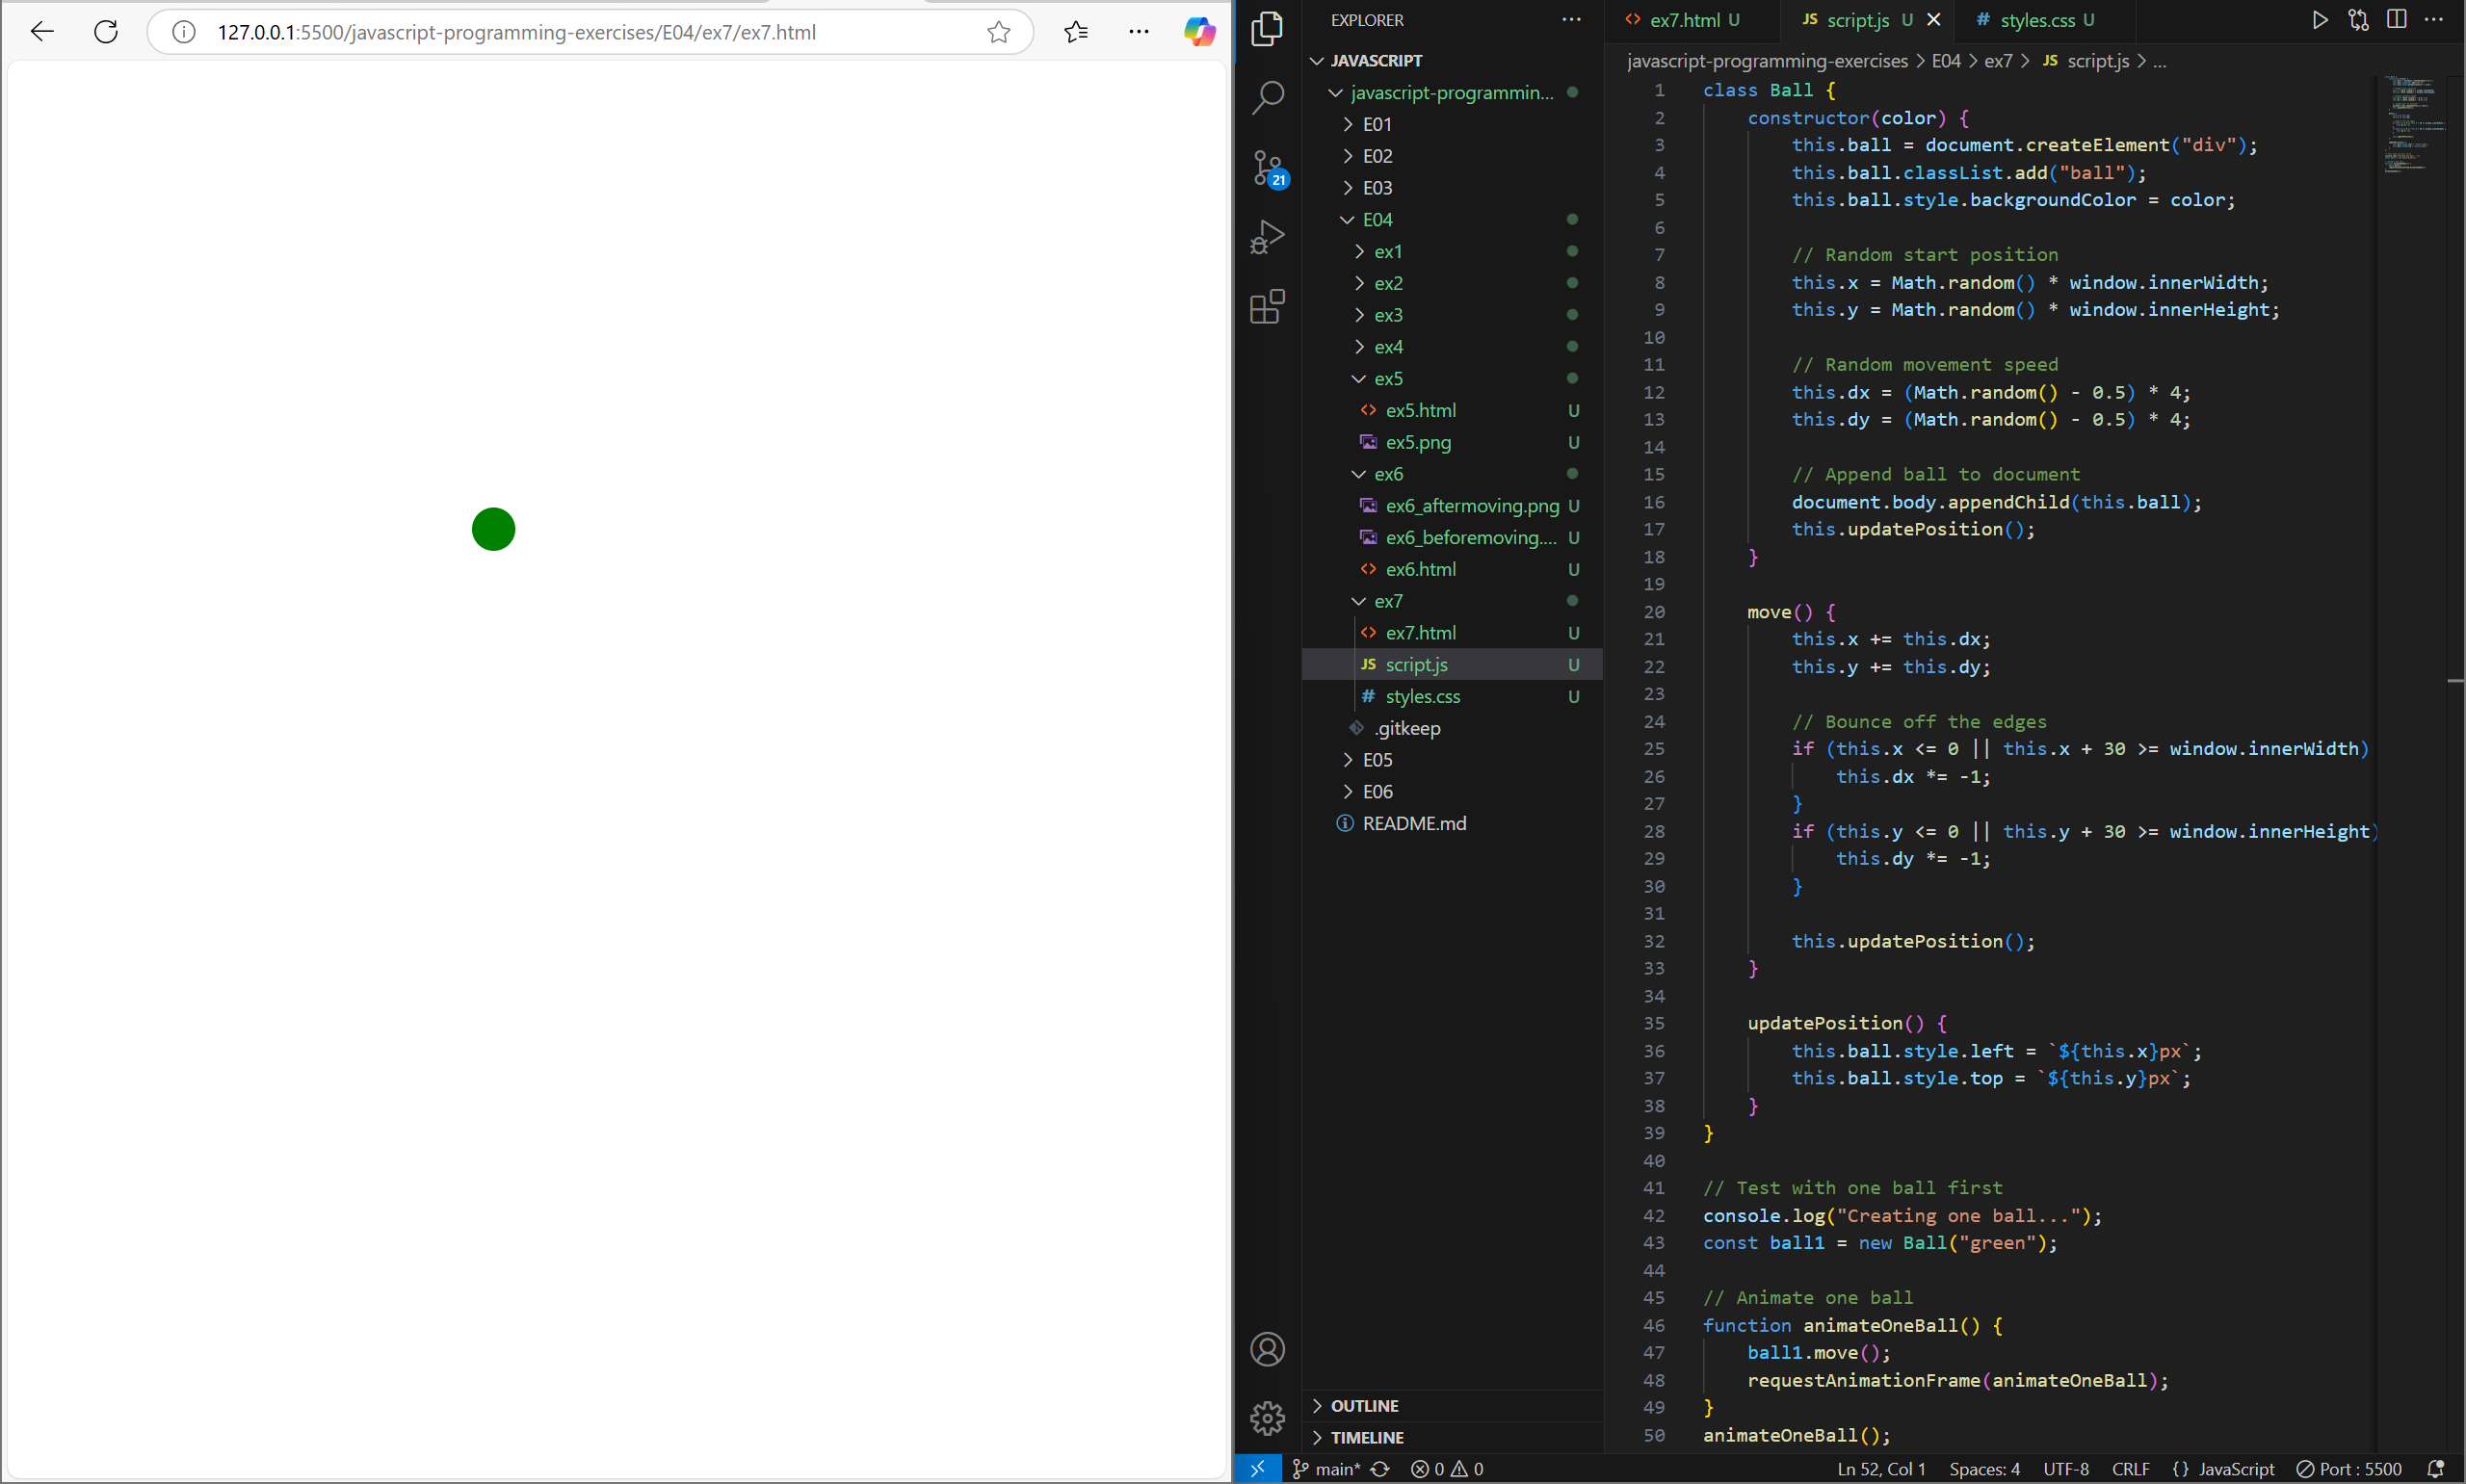 127.0.0.1:5500/javascript-programming-exercises/E04/ex7/ex7.html
EXPLORER
JAVASCRIPT
javascript-programmin...
E01
E02
E03
E04
ex1
ex2
ex3
ex4
ex5
ex5.html U
ex5.png U
ex6
ex6_aftermoving.png U
ex6_beforemoving.... U
ex6.html U
ex7
ex7.html U
JS script.js U
# styles.css U
.gitkeep
E05
E06
README.md
OUTLINE
TIMELINE
21
ex7.html U
JS script.js U
# styles.css U
javascript-programming-exercises > E04 > ex7 > JS script.js > ...
1 class Ball {
2 constructor(color) {
3 this.ball = document.createElement("div");
4 this.ball.classList.add("ball");
5 this.ball.style.backgroundColor = color;
6
7 // Random start position
8 this.x = Math.random() * window.innerWidth;
9 this.y = Math.random() * window.innerHeight;
10
11 // Random movement speed
12 this.dx = (Math.random() - 0.5) * 4;
13 this.dy = (Math.random() - 0.5) * 4;
14
15 // Append ball to document
16 document.body.appendChild(this.ball);
17 this.updatePosition();
18 }
19
20 move() {
21 this.x += this.dx;
22 this.y += this.dy;
23
24 // Bounce off the edges
25 if (this.x <= 0 || this.x + 30 >= window.innerWidth)
26 this.dx *= -1;
27 }
28 if (this.y <= 0 || this.y + 30 >= window.innerHeight)
29 this.dy *= -1;
30 }
31
32 this.updatePosition();
33 }
34
35 updatePosition() {
36 this.ball.style.left = `${this.x}px`;
37 this.ball.style.top = `${this.y}px`;
38 }
39 }
40
41 // Test with one ball first
42 console.log("Creating one ball...");
43 const ball1 = new Ball("green");
44
45 // Animate one ball
46 function animateOneBall() {
47 ball1.move();
48 requestAnimationFrame(animateOneBall);
49 }
50 animateOneBall();
main* 0 0 Ln 52, Col 1 Spaces: 4 UTF-8 CRLF {} JavaScript Port : 5500